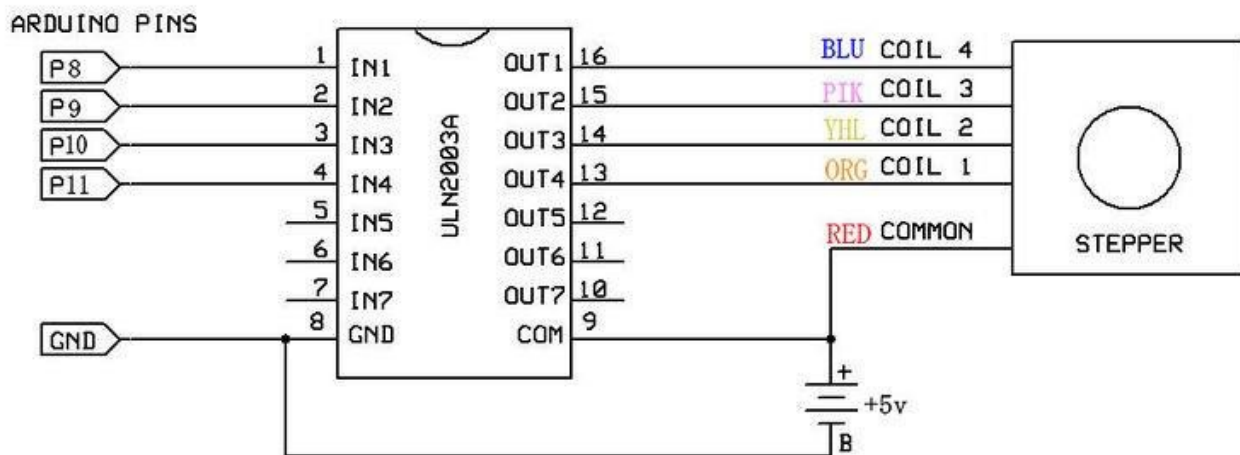 ARDUINO PINS
P8 1 IN1 OUT1 16 BLU COIL 4
P9 2 IN2 OUT2 15 PIK COIL 3
P10 3 IN3 OUT3 14 YHL COIL 2
P11 4 IN4 OUT4 13 ORG COIL 1
5 IN5 OUT5 12
6 IN6 OUT6 11 RED COMMON
7 IN7 OUT7 10 STEPPER
GND 8 GND COM 9
ULN2003A
+
+5v
B